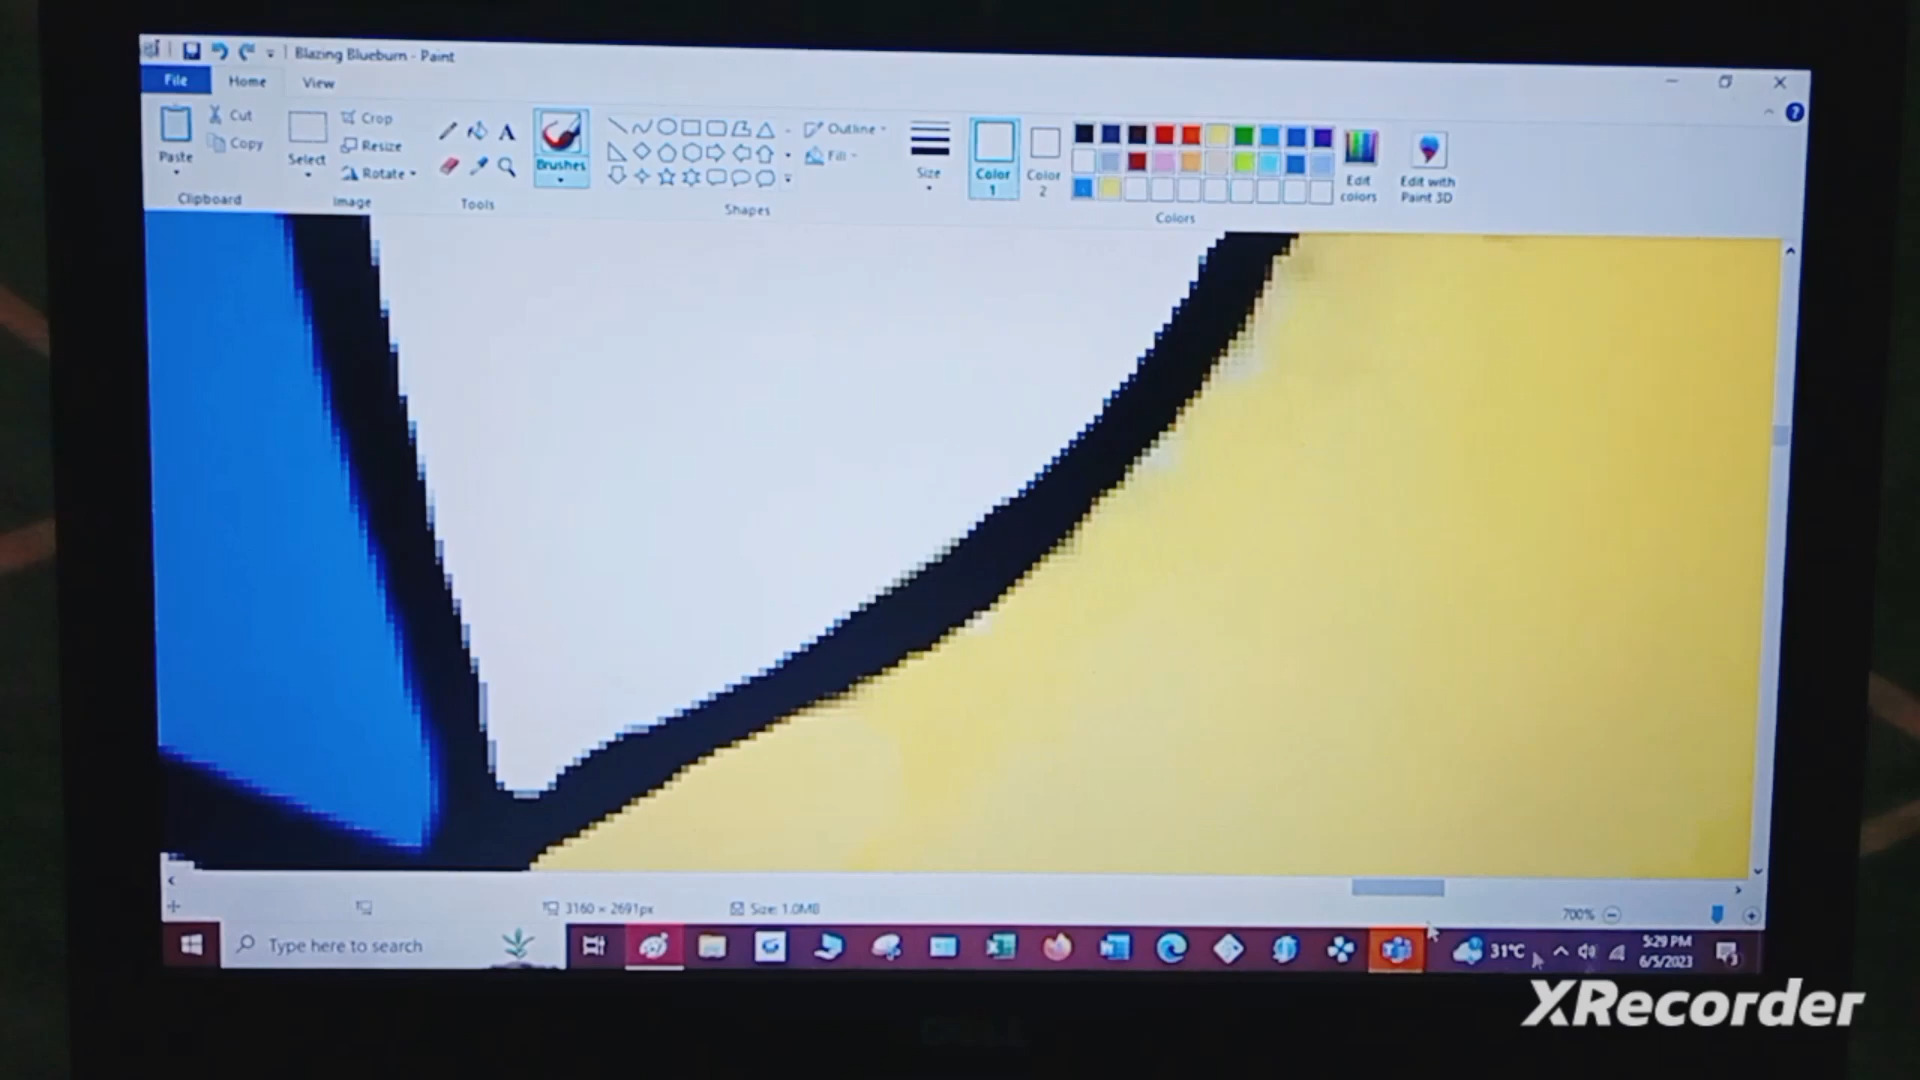 Blazing Blueburn - Paint
File Home View
Paste
Cut
Copy
Clipboard
Select
Crop
Resize
Rotate
Image
Tools
Brushes
Shapes
Outline
Fill
Size
Color 1
Color 2
Colors
Edit colors
Edit with Paint 3D
3160 × 2691px
Size: 1.0MB
700%
Type here to search
31°C
5:29 PM
6/5/2023
XRecorder